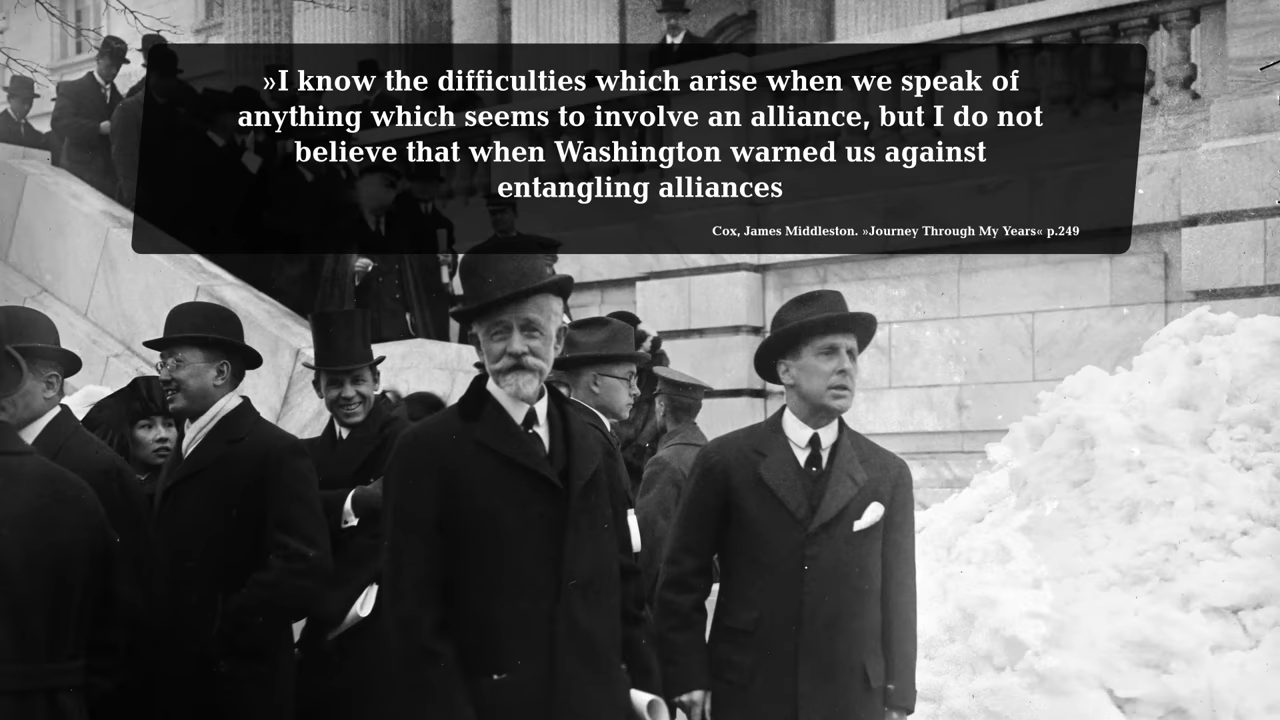 »I know the difficulties which arise when we speak of
anything which seems to involve an alliance, but I do not
believe that when Washington warned us against
entangling alliances
Cox, James Middleston. »Journey Through My Years« p.249